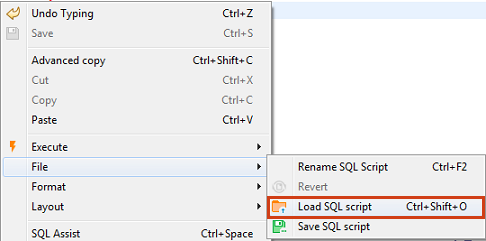 Undo Typing Ctrl+Z
Save Ctrl+S
Advanced copy Ctrl+Shift+C
Cut Ctrl+X
Copy Ctrl+C
Paste Ctrl+V
Execute
File
Format
Layout
SQL Assist Ctrl+Space
Rename SQL Script Ctrl+F2
Revert
Load SQL script Ctrl+Shift+O
Save SQL script